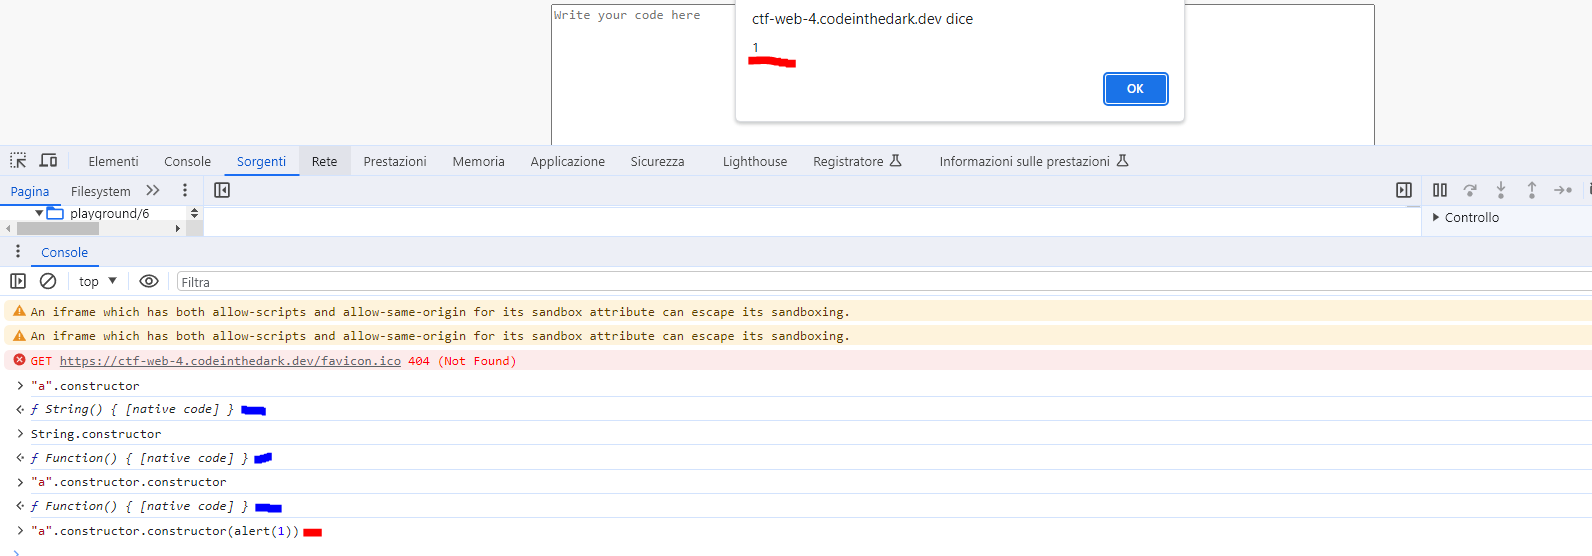 Write your code here
ctf-web-4.codeinthedark.dev dice
1
OK
Elementi Console Sorgenti Rete Prestazioni Memoria Applicazione Sicurezza Lighthouse Registratore Informazioni sulle prestazioni
Pagina Filesystem
playground/6
Controllo
Console
top Filtra
An iframe which has both allow-scripts and allow-same-origin for its sandbox attribute can escape its sandboxing.
An iframe which has both allow-scripts and allow-same-origin for its sandbox attribute can escape its sandboxing.
GET https://ctf-web-4.codeinthedark.dev/favicon.ico 404 (Not Found)
> "a".constructor
ƒ String() { [native code] }
> String.constructor
ƒ Function() { [native code] }
> "a".constructor.constructor
ƒ Function() { [native code] }
> "a".constructor.constructor(alert(1))